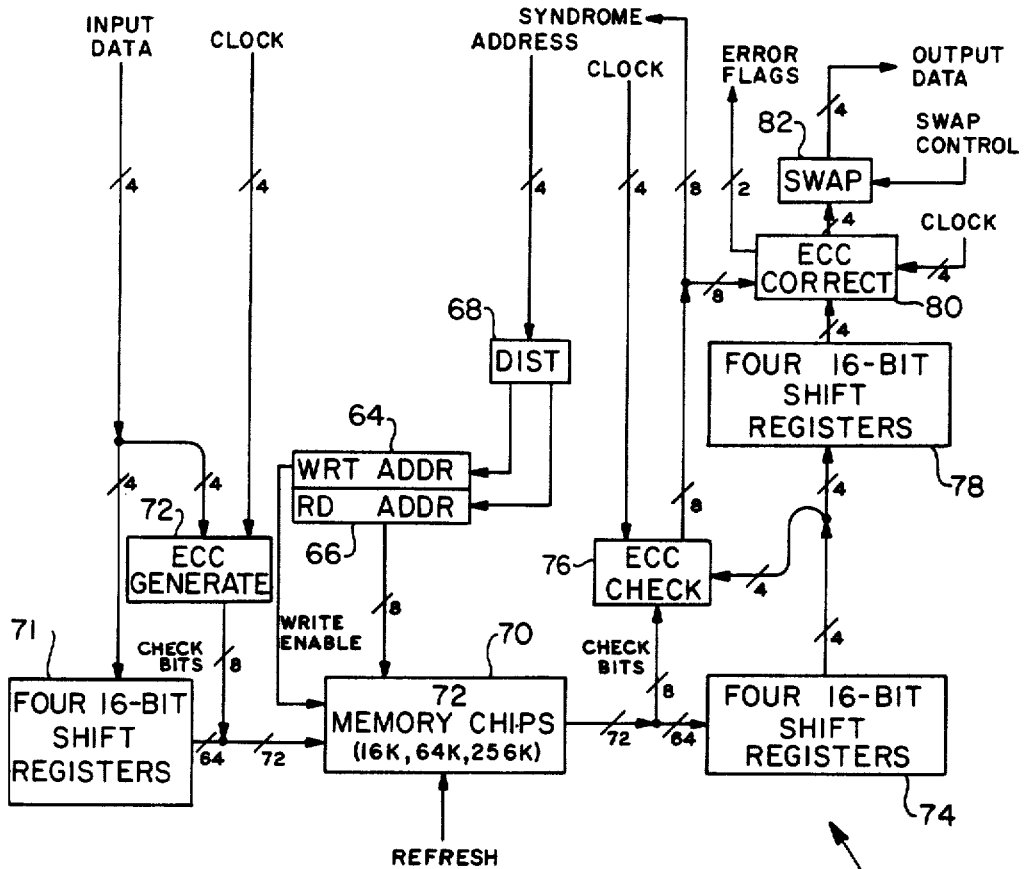 INPUT
DATA
CLOCK
SYNDROME
ADDRESS
CLOCK
ERROR
FLAGS
OUTPUT
DATA
4
82
SWAP
CONTROL
SWAP
4
4
4
4
8
2
4
CLOCK
ECC
CORRECT
4
8
80
68
DIST
4
FOUR 16-BIT
SHIFT
REGISTERS
78
64
WRT ADDR
RD ADDR
66
4
4
8
4
72
ECC
GENERATE
76
ECC
CHECK
4
8
WRITE
ENABLE
4
71
CHECK
BITS
8
70
CHECK
BITS
8
FOUR 16-BIT
SHIFT
REGISTERS
64
72
72
MEMORY CHIPS
(16K, 64K, 256K)
72
64
FOUR 16-BIT
SHIFT
REGISTERS
74
REFRESH